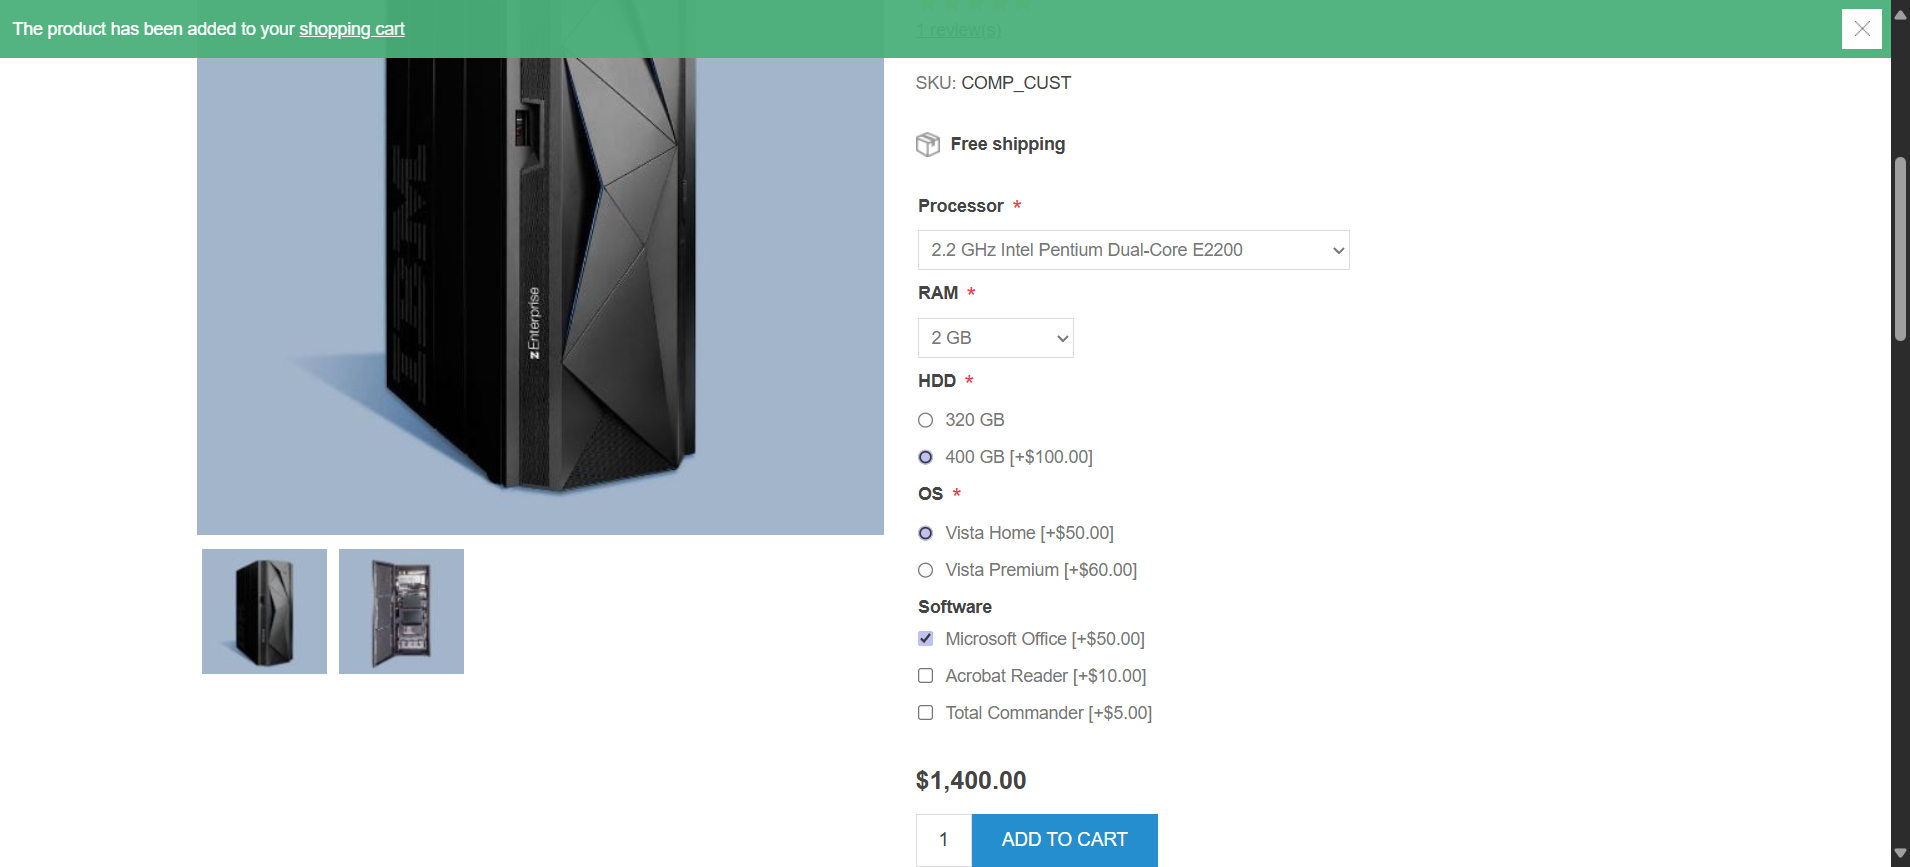 The product has been added to your shopping cart
1 review(s)
SKU: COMP_CUST
Free shipping
Processor *
2.2 GHz Intel Pentium Dual-Core E2200
RAM *
2 GB
HDD *
320 GB
400 GB [+$100.00]
OS *
Vista Home [+$50.00]
Vista Premium [+$60.00]
Software
Microsoft Office [+$50.00]
Acrobat Reader [+$10.00]
Total Commander [+$5.00]
$1,400.00
1 ADD TO CART
IBM
zEnterprise